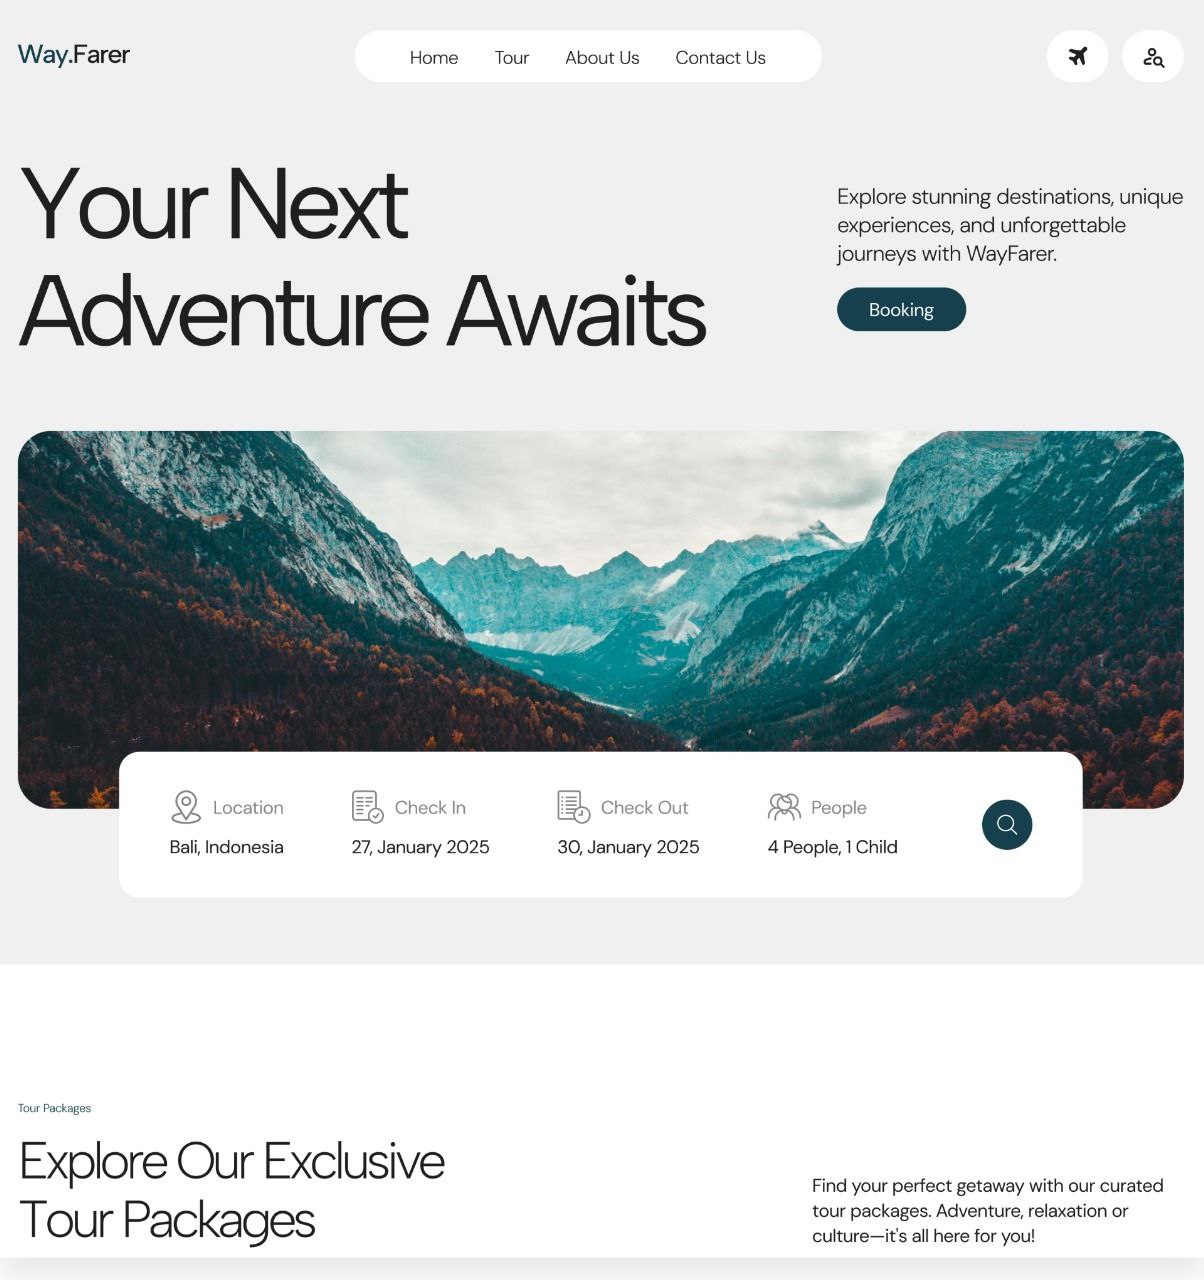 Way.Farer
Home Tour About Us Contact Us
Your Next
Adventure Awaits
Explore stunning destinations, unique
experiences, and unforgettable
journeys with WayFarer.
Booking
Location Check In Check Out People
Bali, Indonesia 27, January 2025 30, January 2025 4 People, 1 Child
Tour Packages
Explore Our Exclusive
Tour Packages
Find your perfect getaway with our curated
tour packages. Adventure, relaxation or
culture—it's all here for you!